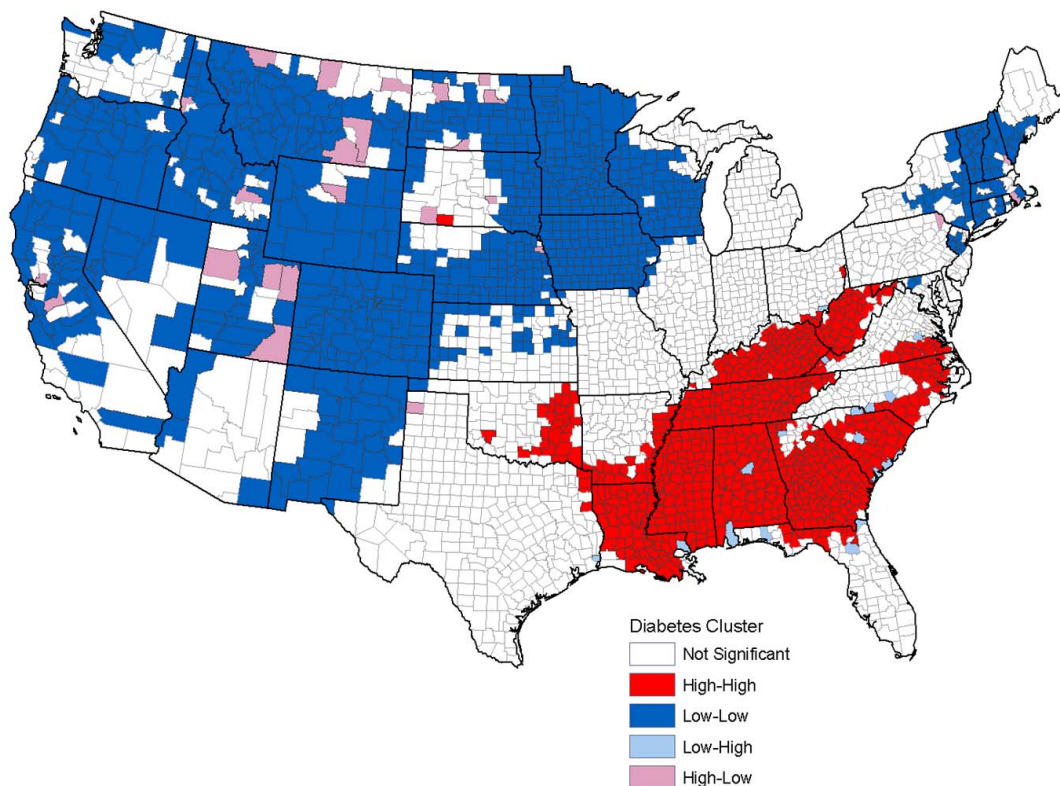 Diabetes Cluster
Not Significant
High-High
Low-Low
Low-High
High-Low